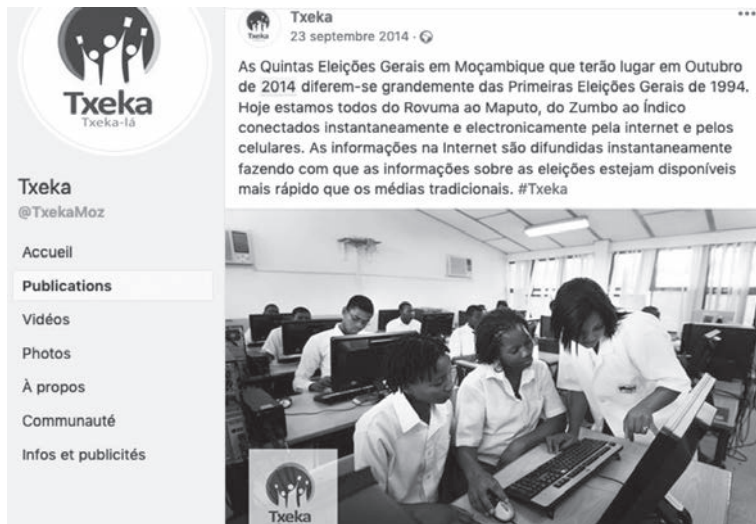 Txeka
Txeka-lá
Txeka
@TxekaMoz
Accueil
Publications
Vidéos
Photos
À propos
Communauté
Infos et publicités
Txeka
Txeka
23 septembre 2014 ·
As Quintas Eleições Gerais em Moçambique que terão lugar em Outubro
de 2014 diferem-se grandemente das Primeiras Eleições Gerais de 1994.
Hoje estamos todos do Rovuma ao Maputo, do Zumbo ao Índico
conectados instantaneamente e electronicamente pela internet e pelos
celulares. As informações na Internet são difundidas instantaneamente
fazendo com que as informações sobre as eleições estejam disponíveis
mais rápido que os médias tradicionais. #Txeka
Txeka